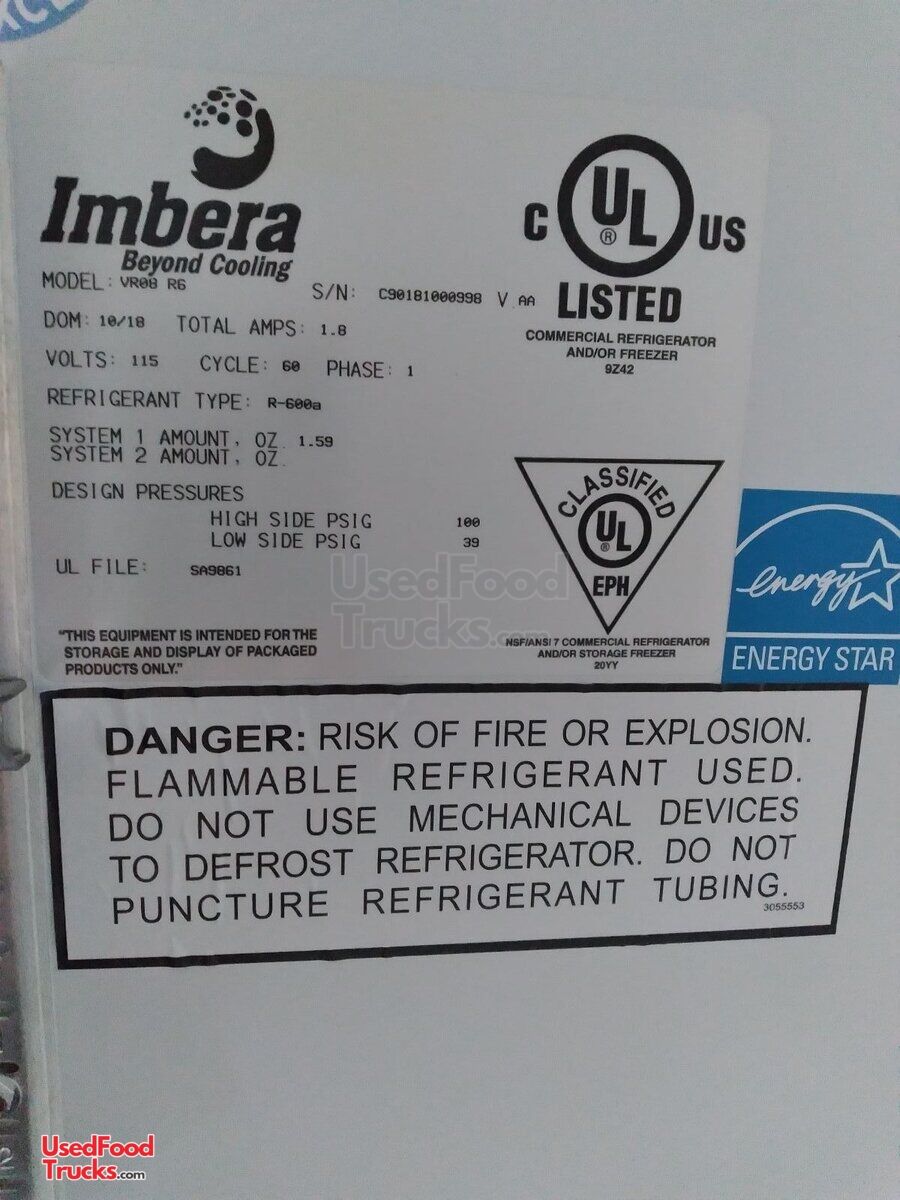 XCL
Imbera
Beyond Cooling
MODEL: VR08 R6
S/N: C90181000998 V AA
DOM: 10/18 TOTAL AMPS: 1.8
VOLTS: 115 CYCLE: 60 PHASE: 1
REFRIGERANT TYPE: R-600a
SYSTEM 1 AMOUNT, OZ. 1.59
SYSTEM 2 AMOUNT, OZ.
DESIGN PRESSURES
HIGH SIDE PSIG 100
LOW SIDE PSIG 39
UL FILE: SA9861
"THIS EQUIPMENT IS INTENDED FOR THE
STORAGE AND DISPLAY OF PACKAGED
PRODUCTS ONLY."
C UL ® US
LISTED
COMMERCIAL REFRIGERATOR
AND/OR FREEZER
9Z42
CLASSIFIED
UL ®
EPH
NSF/ANSI 7 COMMERCIAL REFRIGERATOR
AND/OR STORAGE FREEZER
20YY
energy
ENERGY STAR
UsedFood
Trucks.com
DANGER: RISK OF FIRE OR EXPLOSION.
FLAMMABLE REFRIGERANT USED.
DO NOT USE MECHANICAL DEVICES
TO DEFROST REFRIGERATOR. DO NOT
PUNCTURE REFRIGERANT TUBING.
3055553
UsedFood
Trucks.com